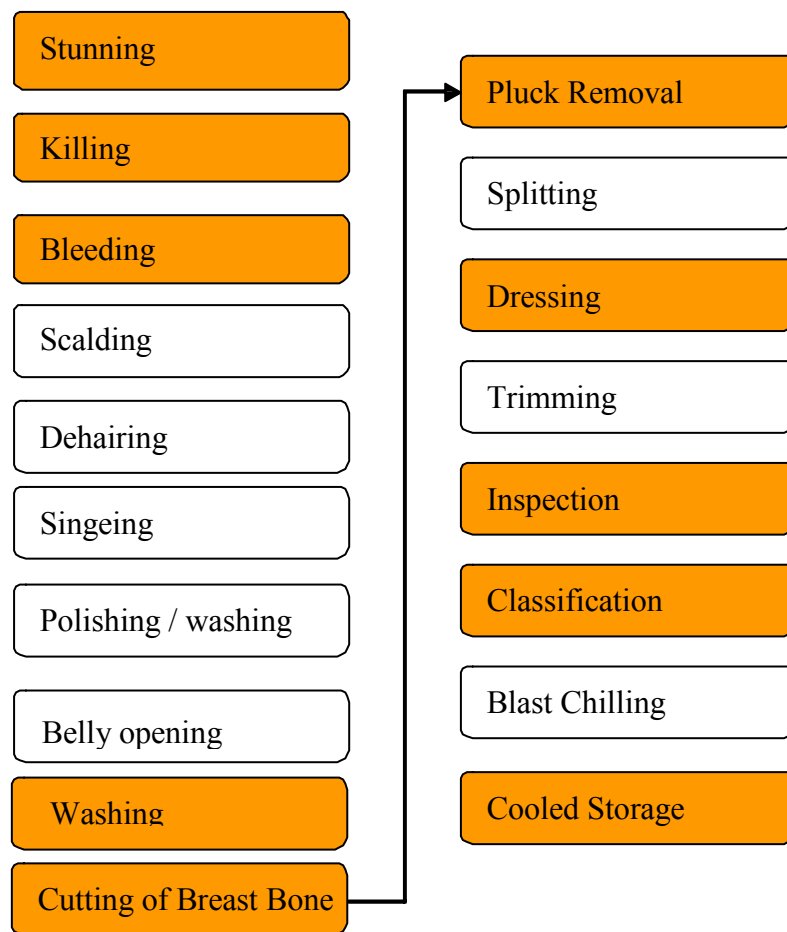 Stunning
Killing
Bleeding
Scalding
Dehairing
Singeing
Polishing / washing
Belly opening
Washing
Cutting of Breast Bone
Pluck Removal
Splitting
Dressing
Trimming
Inspection
Classification
Blast Chilling
Cooled Storage